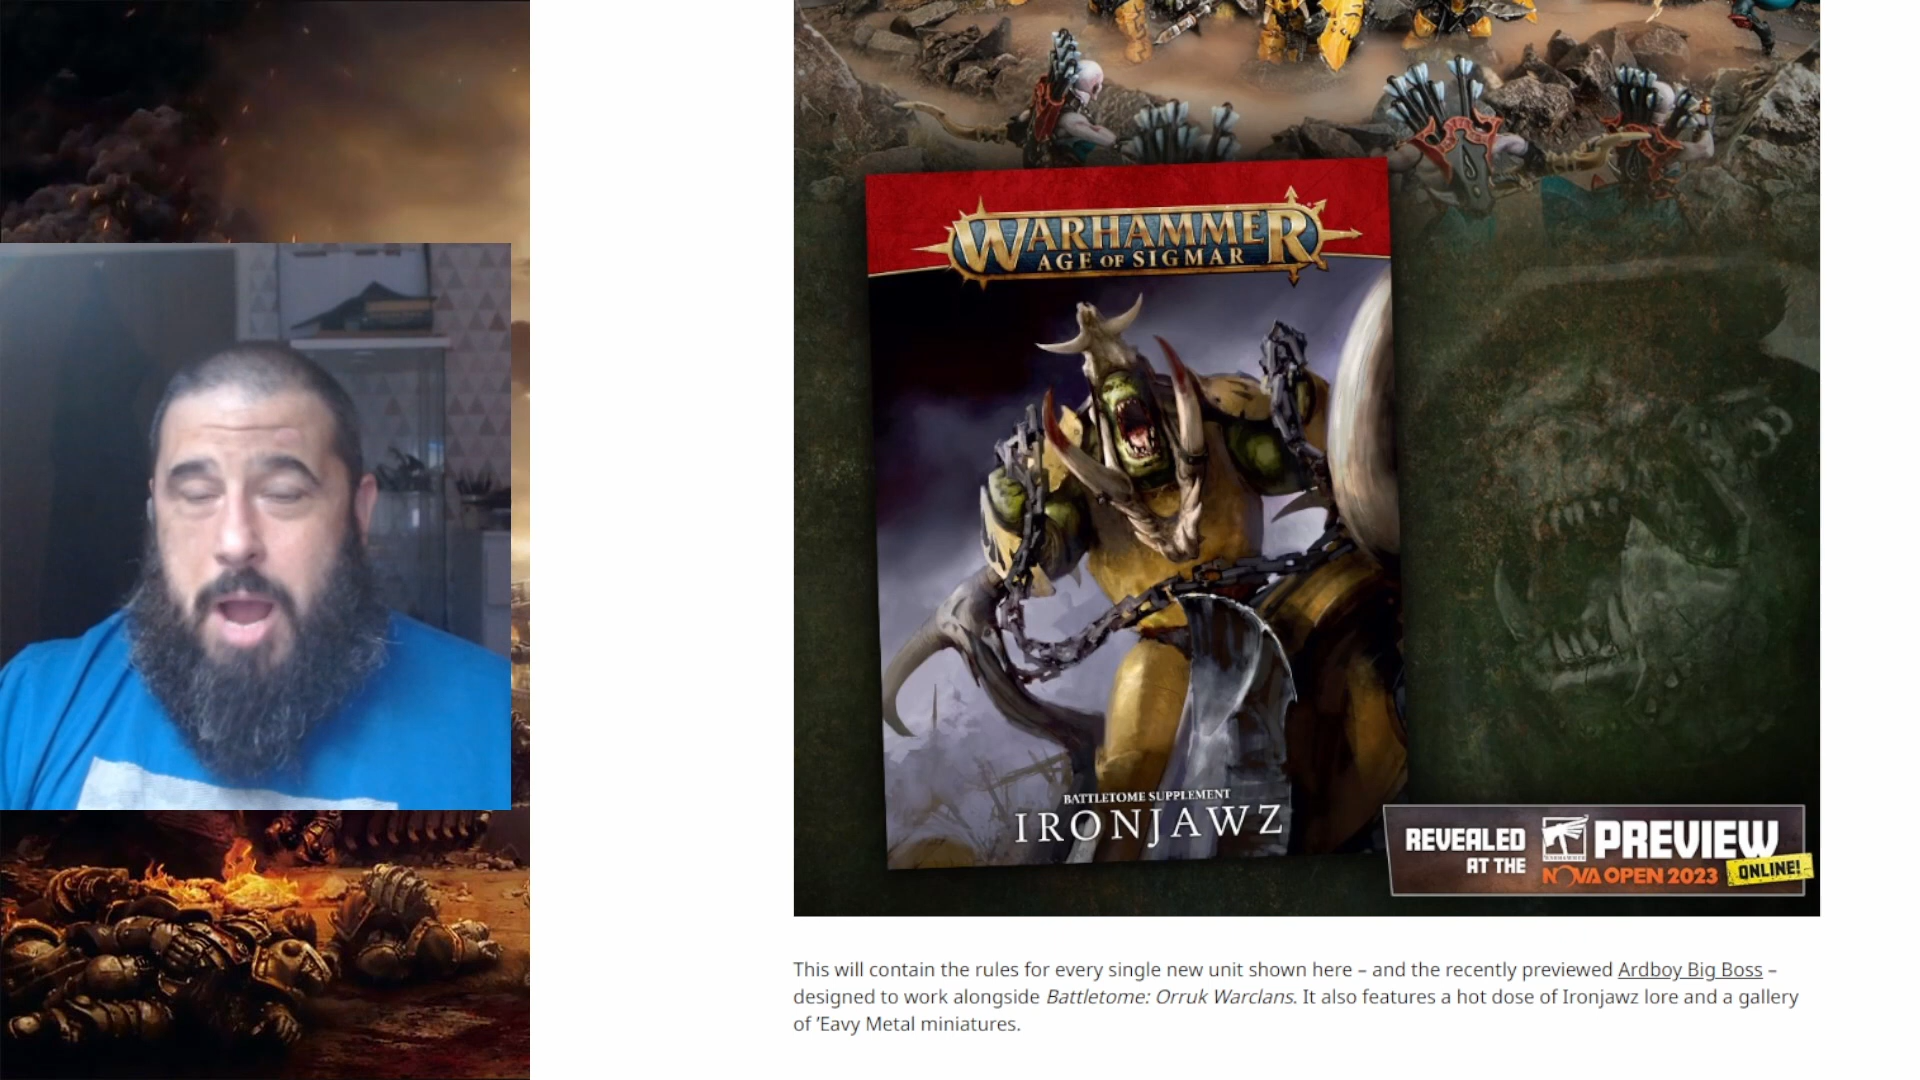 WARHAMMER
AGE OF SIGMAR
BATTLETOME SUPPLEMENT
IRONJAWZ
REVEALED
AT THE
WARHAMMER
PREVIEW
NOVA OPEN 2023
ONLINE!
This will contain the rules for every single new unit shown here – and the recently previewed Ardboy Big Boss –
designed to work alongside Battletome: Orruk Warclans. It also features a hot dose of Ironjawz lore and a gallery
of ’Eavy Metal miniatures.